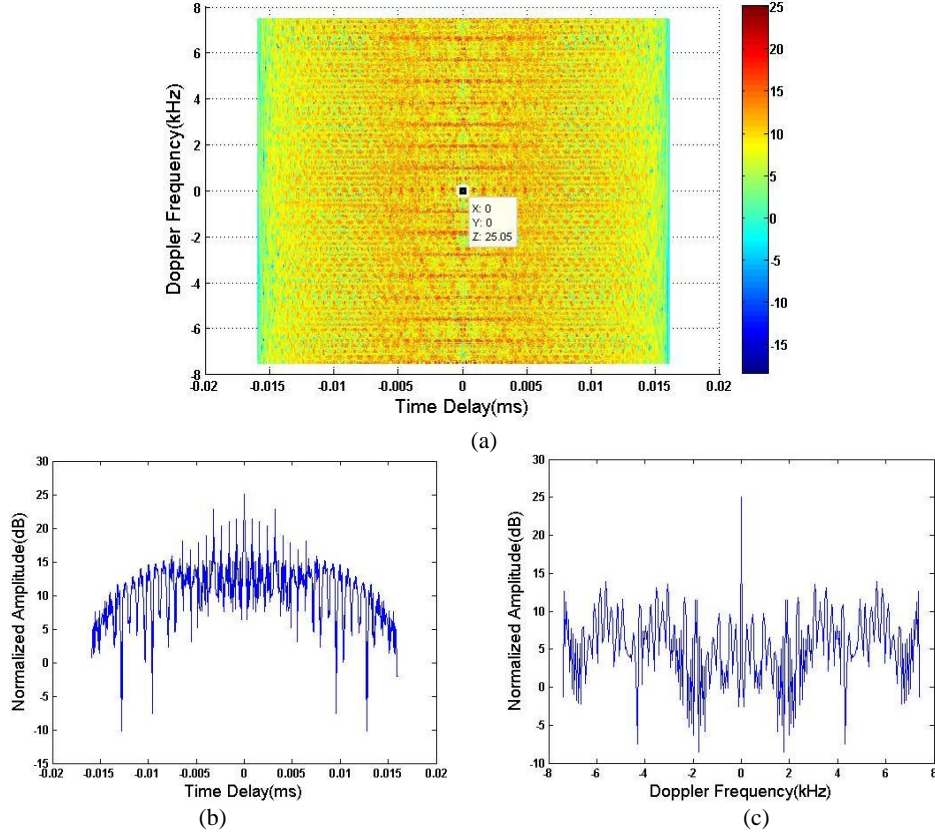 8
6
4
2
0
-2
-4
-6
-8
Doppler Frequency(kHz)
X: 0
Y: 0
Z: 25.05
-0.02 -0.015 -0.01 -0.005 0 0.005 0.01 0.015 0.02
Time Delay(ms)
25
20
15
10
5
0
-5
-10
-15
(a)
30
25
20
15
10
5
0
-5
-10
-15
Normalized Amplitude(dB)
-0.02 -0.015 -0.01 -0.005 0 0.005 0.01 0.015 0.02
Time Delay(ms)
(b)
30
25
20
15
10
5
0
-5
-10
Normalized Amplitude(dB)
-8 -6 -4 -2 0 2 4 6 8
Doppler Frequency(kHz)
(c)